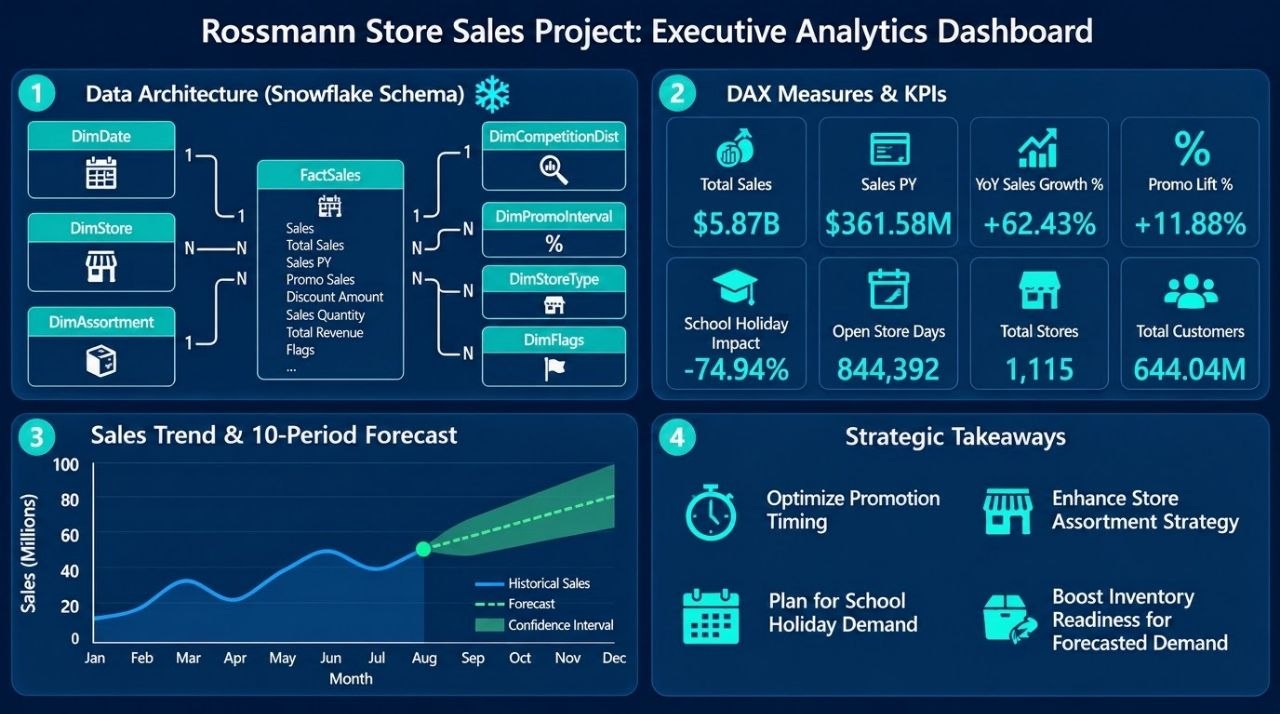 Rossmann Store Sales Project: Executive Analytics Dashboard
1
Data Architecture (Snowflake Schema)
DimDate
1
1
DimStore
N
N
DimAssortment
1
N
FactSales
Sales
Total Sales
Sales PY
Promo Sales
Discount Amount
Sales Quantity
Total Revenue
Flags
...
1
1
DimCompetitionDist
N
N
DimPromoInterval
%
N
N
DimStoreType
N
DimFlags
2
DAX Measures & KPIs
Total Sales
$5.87B
Sales PY
$361.58M
YoY Sales Growth %
+62.43%
%
Promo Lift %
+11.88%
School Holiday
Impact
-74.94%
Open Store Days
844,392
Total Stores
1,115
Total Customers
644.04M
3
Sales Trend & 10-Period Forecast
Sales (Millions)
100
80
60
40
20
0
Jan Feb Mar Apr May Jun Jul Aug Sep Oct Nov Dec
Month
Historical Sales
Forecast
Confidence Interval
4
Strategic Takeaways
Optimize Promotion
Timing
Enhance Store
Assortment Strategy
Plan for School
Holiday Demand
Boost Inventory
Readiness for
Forecasted Demand